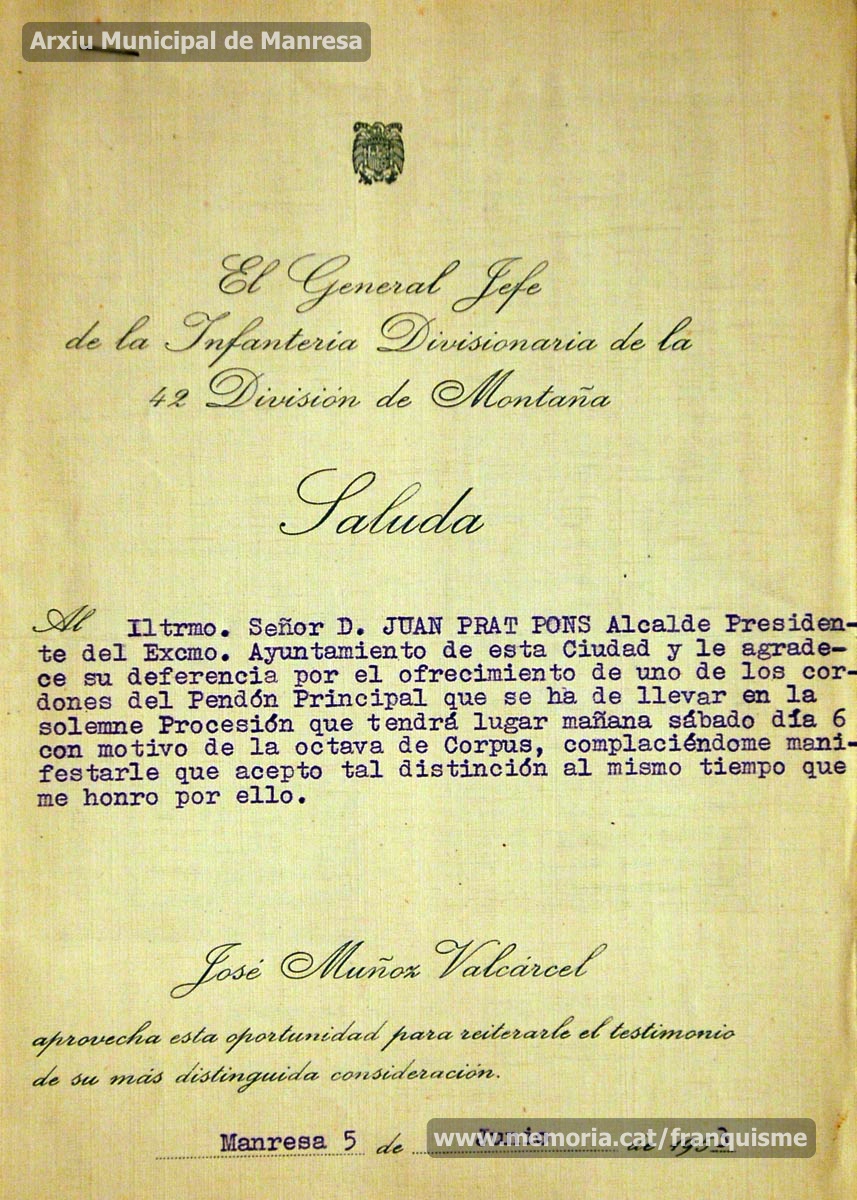 Arxiu Municipal de Manresa
El General Jefe
de la Infanteria Divisionaria de la
42 División de Montaña
Saluda
Al Iltrmo. Señor D. JUAN PRAT PONS Alcalde Presiden-
te del Excmo. Ayuntamiento de esta Ciudad y le agrade-
ce su deferencia por el ofrecimiento de uno de los cor-
dones del Pendón Principal que se ha de llevar en la
solemne Procesión que tendrá lugar mañana sábado día 6
con motivo de la octava de Corpus, complaciéndome mani-
festarle que acepto tal distinción al mismo tiempo que
me honro por ello.
José Muñoz Valcárcel
aprovecha esta oportunidad para reiterarle el testimonio
de su más distinguida consideración.
Manresa 5 de Junio de
www.memoria.cat/franquisme